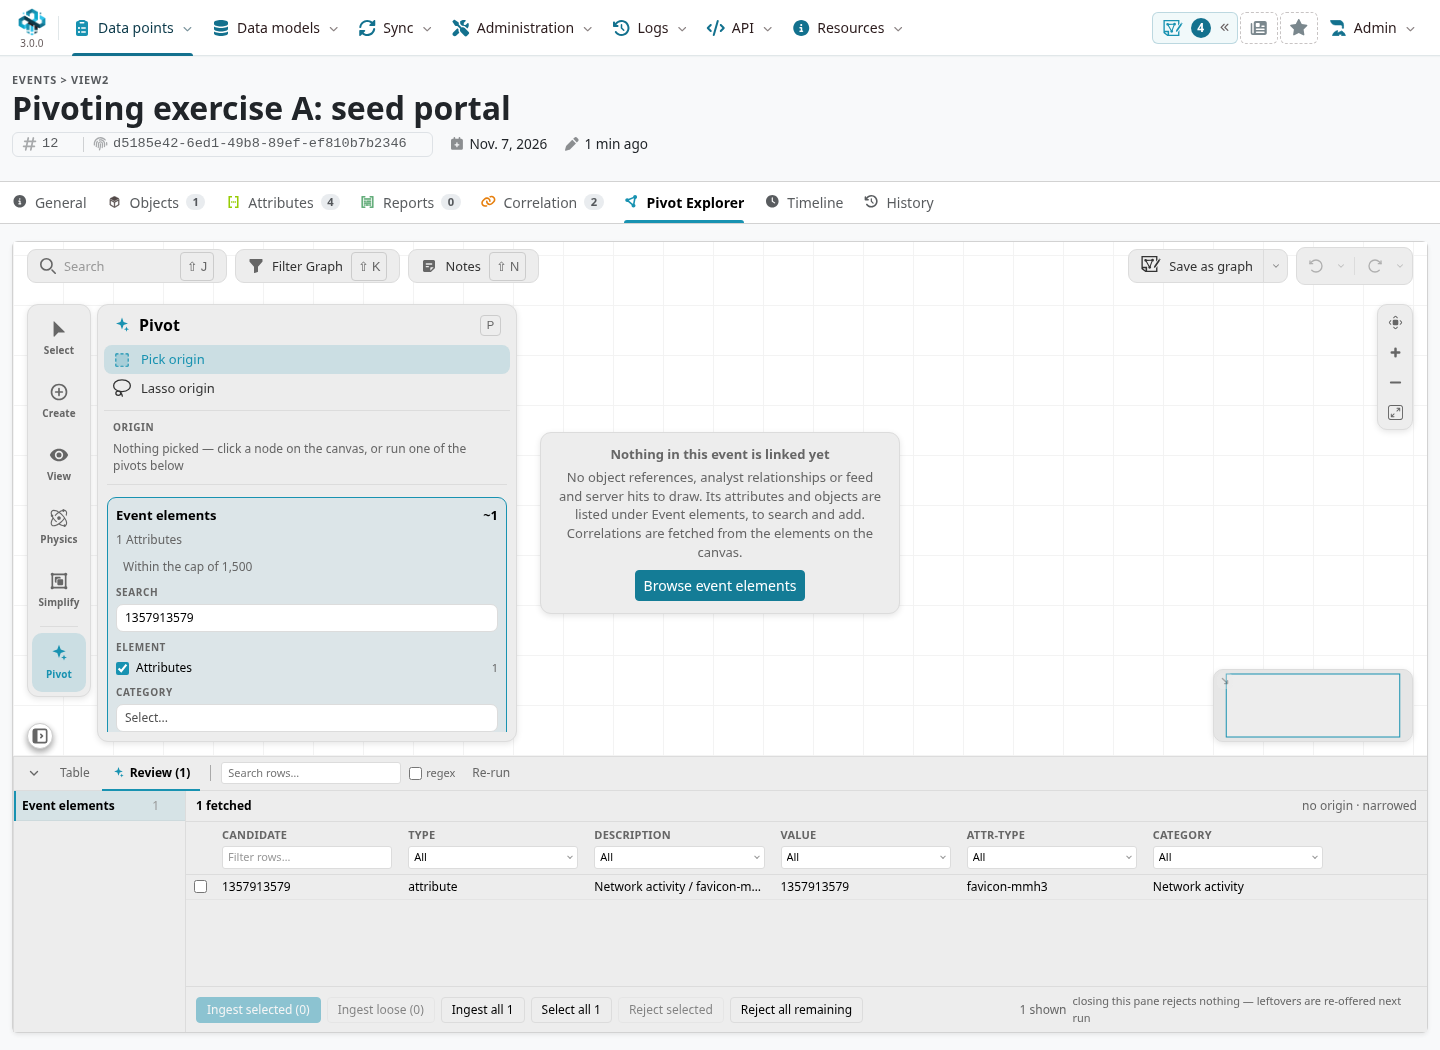 3.0.0
Data points
Data models
Sync
Administration
Logs
API
Resources
4
Admin
EVENTS > VIEW2
Pivoting exercise A: seed portal
12
d5185e42-6ed1-49b8-89ef-ef810b7b2346
Nov. 7, 2026
1 min ago
General
Objects 1
Attributes 4
Reports 0
Correlation 2
Pivot Explorer
Timeline
History
Search ⇧ J
Filter Graph ⇧ K
Notes ⇧ N
Save as graph
Select
Create
View
Physics
Simplify
Pivot
Pivot P
Pick origin
Lasso origin
ORIGIN
Nothing picked — click a node on the canvas, or run one of the
pivots below
Event elements ~1
1 Attributes
Within the cap of 1,500
SEARCH
1357913579
ELEMENT
Attributes 1
CATEGORY
Select...
Nothing in this event is linked yet
No object references, analyst relationships or feed
and server hits to draw. Its attributes and objects are
listed under Event elements, to search and add.
Correlations are fetched from the elements on the
canvas.
Browse event elements
Table
Review (1)
Search rows...
regex
Re-run
Event elements 1
1 fetched
no origin · narrowed
CANDIDATE TYPE DESCRIPTION VALUE ATTR-TYPE CATEGORY
Filter rows... All All All All All
1357913579 attribute Network activity / favicon-m... 1357913579 favicon-mmh3 Network activity
Ingest selected (0)
Ingest loose (0)
Ingest all 1
Select all 1
Reject selected
Reject all remaining
1 shown
closing this pane rejects nothing — leftovers are re-offered next
run